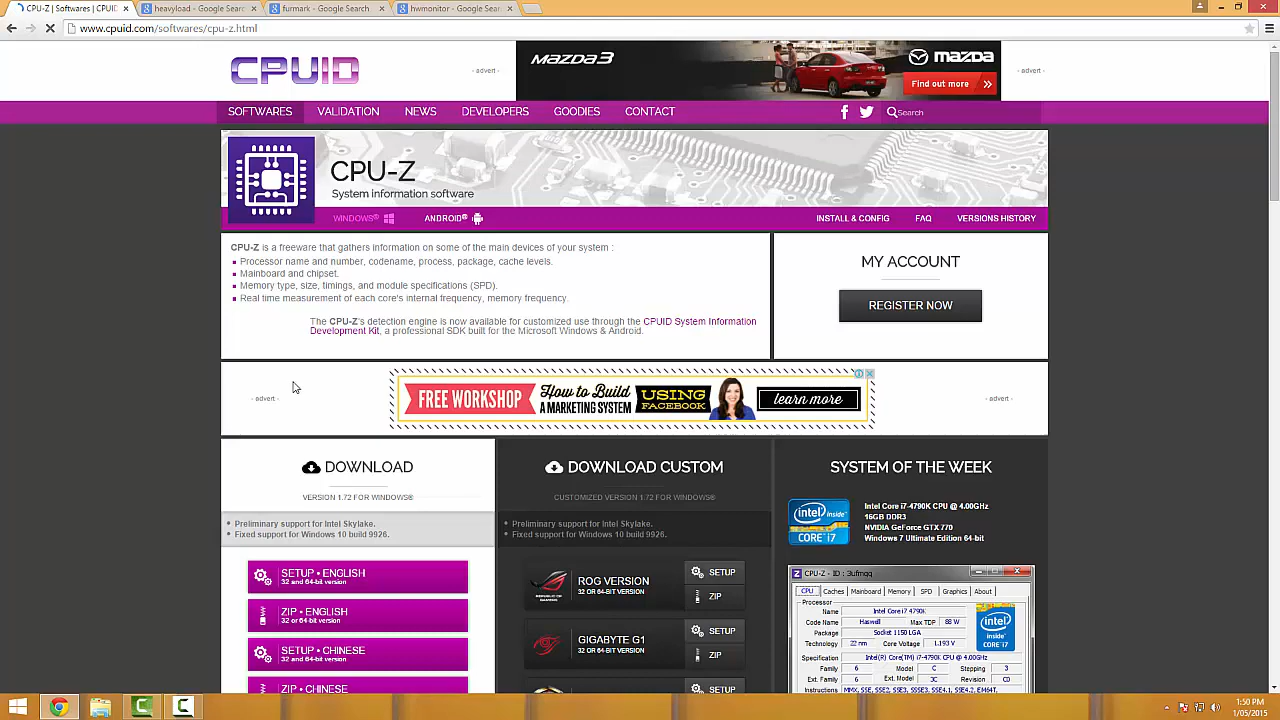 CPU-Z | Softwares | CPUID
heavyload - Google Search
furmark - Google Search
hwmonitor - Google Sear
www.cpuid.com/softwares/cpu-z.html
CPUID
- advert -
mazda3
mazda
Find out more
- advert -
SOFTWARES
VALIDATION
NEWS
DEVELOPERS
GOODIES
CONTACT
Search
CPU-Z
System information software
WINDOWS®
ANDROID®
INSTALL & CONFIG
FAQ
VERSIONS HISTORY
CPU-Z is a freeware that gathers information on some of the main devices of your system :
Processor name and number, codename, process, package, cache levels.
Mainboard and chipset.
Memory type, size, timings, and module specifications (SPD).
Real time measurement of each core's internal frequency, memory frequency.
The CPU-Z's detection engine is now available for customized use through the CPUID System Information
Development Kit, a professional SDK built for the Microsoft Windows & Android.
MY ACCOUNT
REGISTER NOW
- advert -
FREE WORKSHOP
How to Build
A MARKETING SYSTEM
USING
FACEBOOK
learn more
- advert -
DOWNLOAD
VERSION 1.72 FOR WINDOWS®
Preliminary support for Intel Skylake.
Fixed support for Windows 10 build 9926.
SETUP • ENGLISH
32 and 64-bit version
ZIP • ENGLISH
32 or 64-bit version
SETUP • CHINESE
32 and 64-bit version
ZIP • CHINESE
DOWNLOAD CUSTOM
CUSTOMIZED VERSION 1.72 FOR WINDOWS®
Preliminary support for Intel Skylake.
Fixed support for Windows 10 build 9926.
ROG VERSION
32 OR 64-BIT VERSION
SETUP
ZIP
GIGABYTE G1
32 OR 64-BIT VERSION
SETUP
ZIP
SETUP
SYSTEM OF THE WEEK
intel inside
CORE i7
Intel Core i7-4790K CPU @ 4.00GHz
16GB DDR3
NVIDIA GeForce GTX 770
Windows 7 Ultimate Edition 64-bit
CPU-Z - ID : 3ufmqq
CPU Caches Mainboard Memory SPD Graphics About
Processor
Name Intel Core i7 4790K
Code Name Haswell Max TDP 88 W
Package Socket 1150 LGA
Technology 22 nm Core Voltage 1.193 V
intel inside
CORE i7
Specification Intel(R) Core(TM) i7-4790K CPU @ 4.00GHz
Family 6 Model C Stepping 3
Ext. Family 6 Ext. Model 3C Revision C0
Instructions MMX, SSE, SSE2, SSE3, SSSE3, SSE4.1, SSE4.2, EM64T,
1:50 PM
1/05/2015